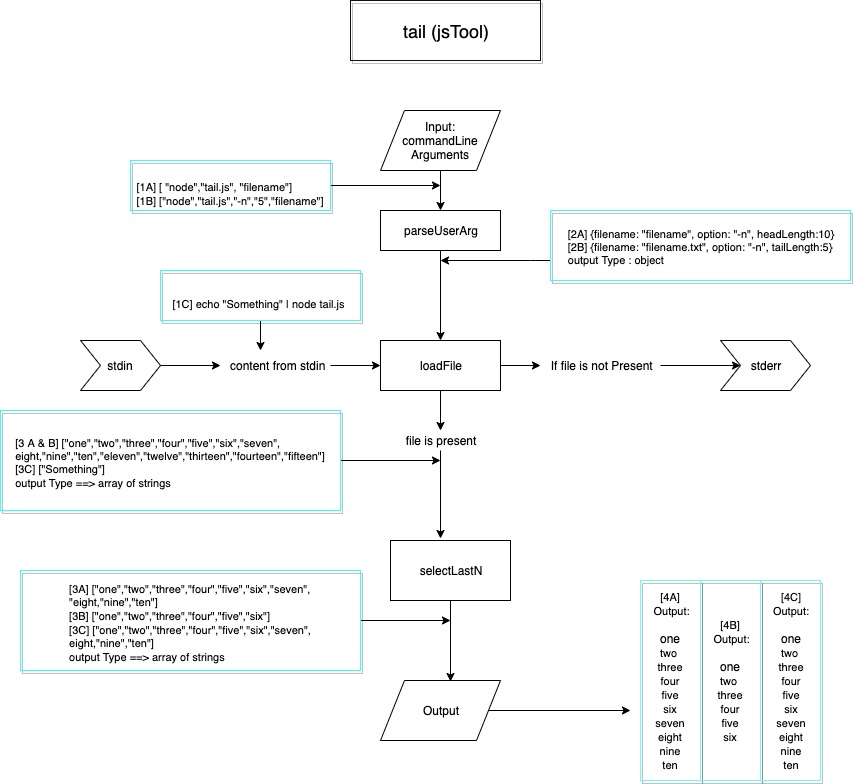 tail (jsTool)
Input:
commandLine
Arguments
[1A] [ "node","tail.js", "filename"]
[1B] ["node","tail.js","-n","5","filename"]
parseUserArg
[2A] {filename: "filename", option: "-n", headLength:10}
[2B] {filename: "filename.txt", option: "-n", tailLength:5}
output Type : object
[1C] echo "Something" | node tail.js
stdin
content from stdin
loadFile
If file is not Present
stderr
file is present
[3 A & B] ["one","two","three","four","five","six","seven",
eight,"nine","ten","eleven","twelve","thirteen","fourteen","fifteen"]
[3C] ["Something"]
output Type ==> array of strings
selectLastN
[3A] ["one","two","three","four","five","six","seven",
"eight,"nine","ten"]
[3B] ["one","two","three","four","five","six"]
[3C] ["one","two","three","four","five","six","seven",
eight,"nine","ten"]
output Type ==> array of strings
Output
[4A]
Output:
one
two
three
four
five
six
seven
eight
nine
ten
[4B]
Output:
one
two
three
four
five
six
[4C]
Output:
one
two
three
four
five
six
seven
eight
nine
ten